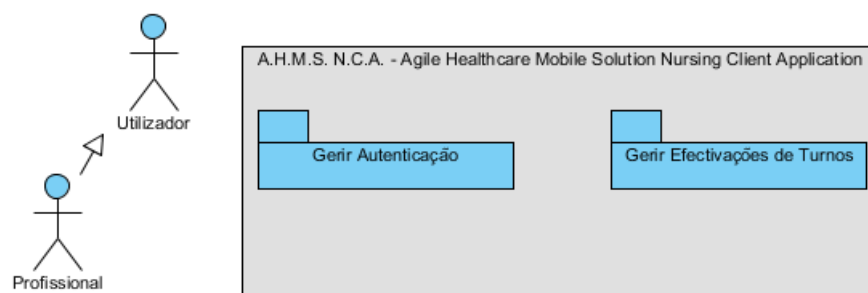 A.H.M.S. N.C.A. - Agile Healthcare Mobile Solution Nursing Client Application
Utilizador
Gerir Autenticação
Gerir Efectivações de Turnos
Profissional